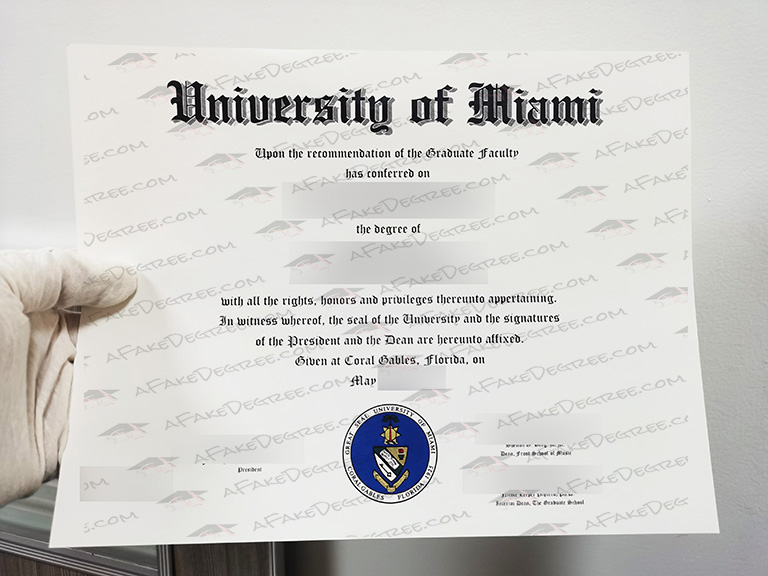 University of Miami
Upon the recommendation of the Graduate Faculty
has conferred on
the degree of
with all the rights, honors and privileges thereunto appertaining.
In witness whereof, the seal of the University and the signatures
of the President and the Dean are hereunto affixed.
Given at Coral Gables, Florida, on
May
GREAT SEAL UNIVERSITY OF MIAMI
CORAL GABLES FLORIDA 1925
President
Dean, Frost School of Music
Interim Dean, The Graduate School
AFAKEDEGREE.COM